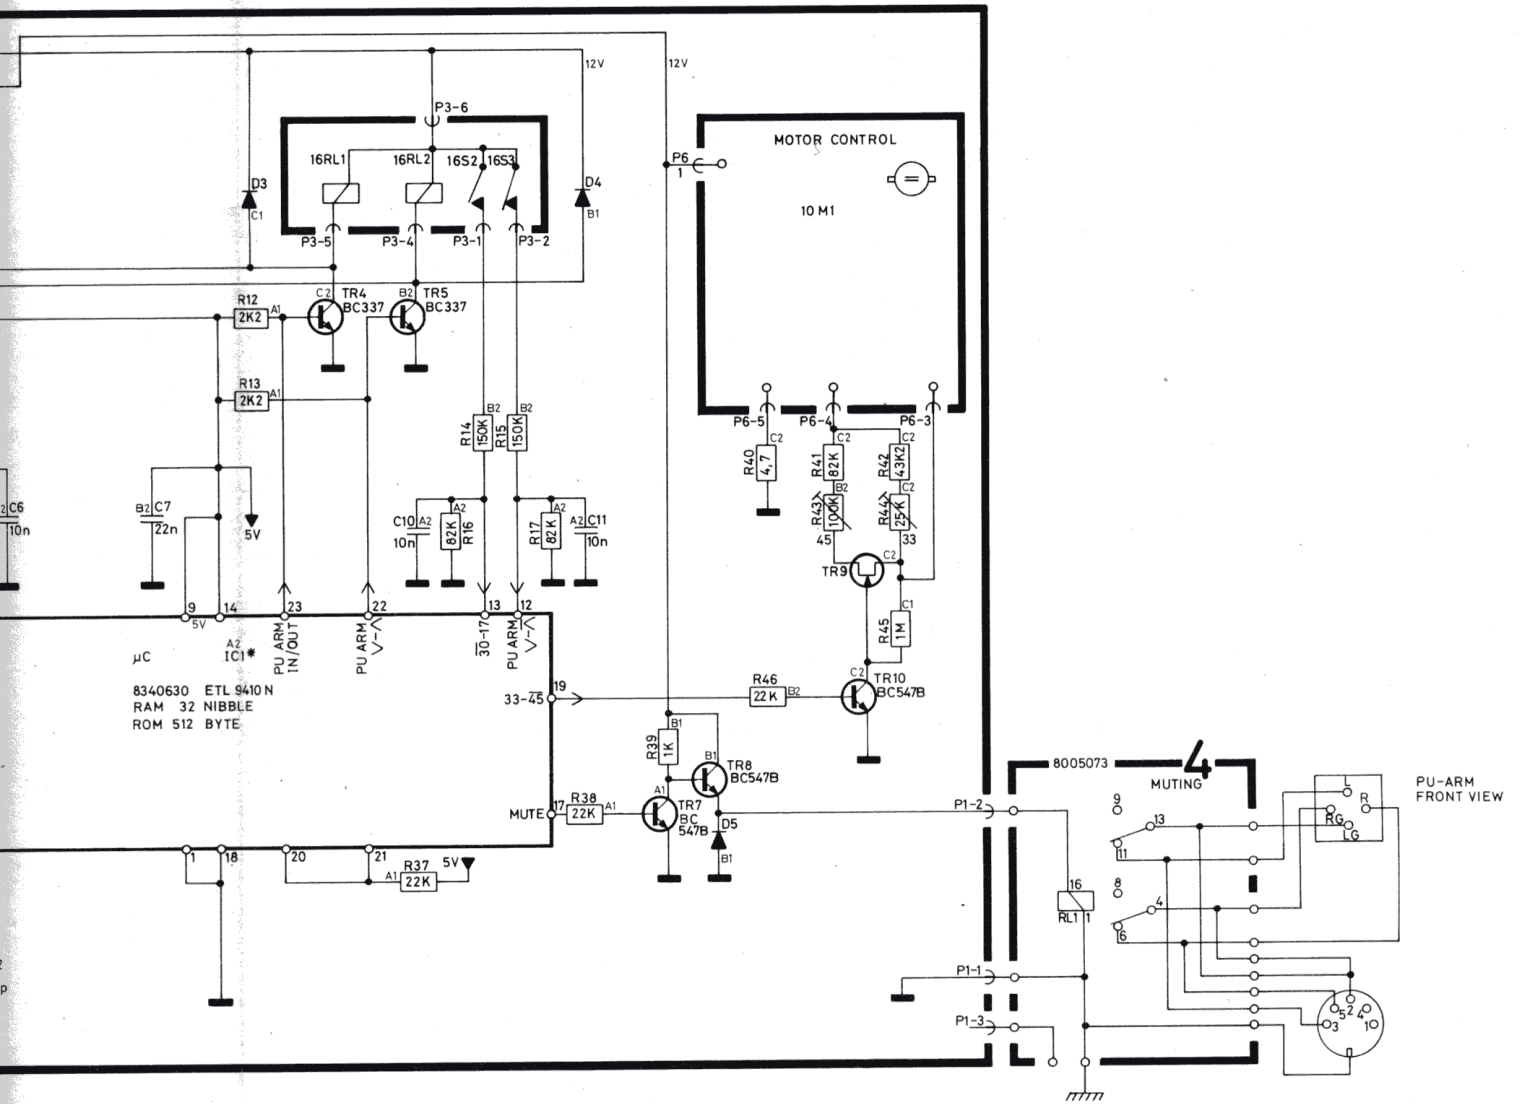 12V
12V
P3-6
16RL1
16RL2
16S2
16S3
D3
C1
D4
B1
P3-5
P3-4
P3-1
P3-2
P6
1
MOTOR CONTROL
10 M1
R12
A1
2K2
C2
TR4
BC337
B2
TR5
BC337
R13
A1
2K2
B2
R14
150K
B2
R15
150K
P6-5
P6-4
P6-3
C2
R40
4,7
C2
R41
82K
C2
R42
43K2
B2
R43
100K
45
C2
R44
25K
33
2
C6
10n
B2
C7
22n
5V
C10
A2
10n
A2
82K
R16
A2
R17
82K
A2
C11
10n
TR9
C2
C1
R45
1M
9
5V
14
23
22
13
12
PU ARM
IN/OUT
PU ARM
30-17
PU ARM
µC
A2
IC1*
8340630 ETL 9410N
RAM 32 NIBBLE
ROM 512 BYTE
33-45
19
R46
22K
B2
C2
TR10
BC547B
R39
B1
1K
B1
TR8
BC547B
MUTE
17
R38
22K
A1
A1
TR7
BC
547B
D5
B1
P1-2
1
18
20
21
A1
R37
22K
5V
8005073
4
MUTING
9
13
11
8
4
6
16
RL1
1
P1-1
P1-3
L
R
RG
LG
PU-ARM
FRONT VIEW
5
2
4
3
1
2
P